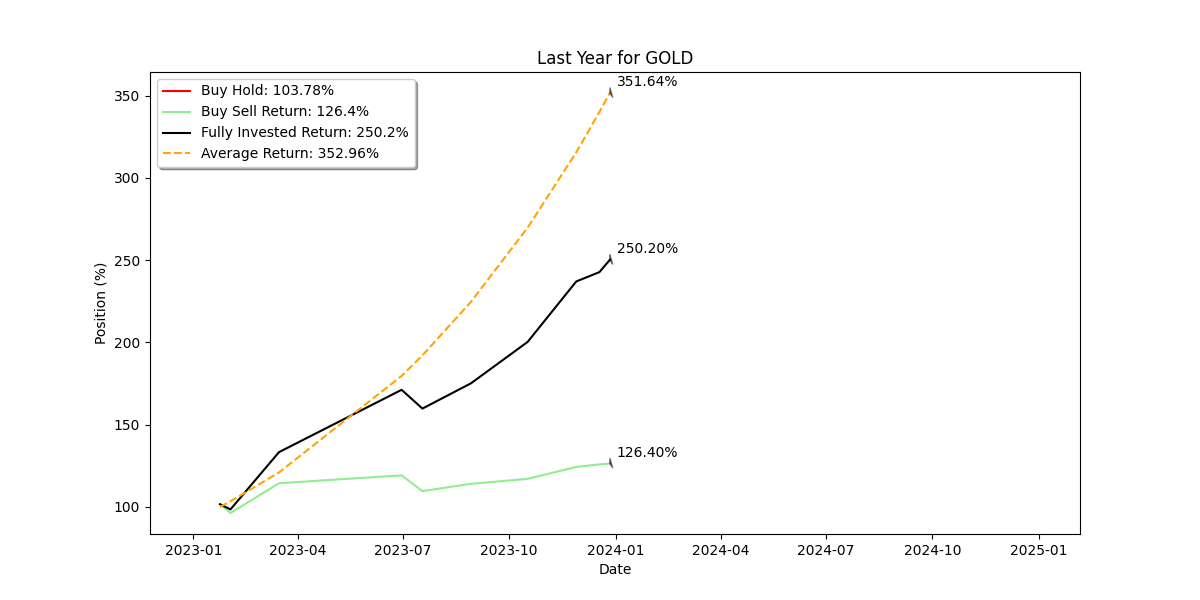 Last Year for GOLD
Buy Hold: 103.78%
Buy Sell Return: 126.4%
Fully Invested Return: 250.2%
Average Return: 352.96%
351.64%
250.20%
126.40%
Position (%)
350
300
250
200
150
100
2023-01 2023-04 2023-07 2023-10 2024-01 2024-04 2024-07 2024-10 2025-01
Date